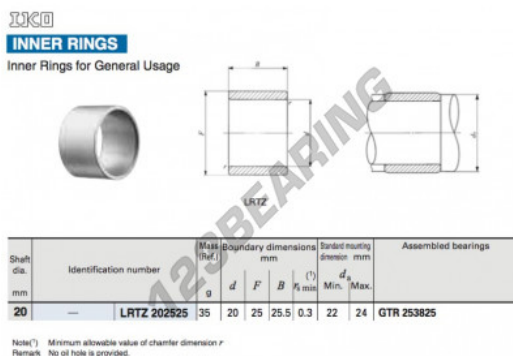 IKO
INNER RINGS
Inner Rings for General Usage
B
r
r
F
d
dₐ
LRTZ
123BEARING
Shaft dia. mm | Identification number | Mass (Ref.) g | Boundary dimensions mm | Standard mounting dimension mm | Assembled bearings
d F B rₛ min (¹) | dₐ Min. Max.
20 — LRTZ 202525 35 20 25 25.5 0.3 22 24 GTR 253825
Note(¹) Minimum allowable value of chamfer dimension r
Remark No oil hole is provided.